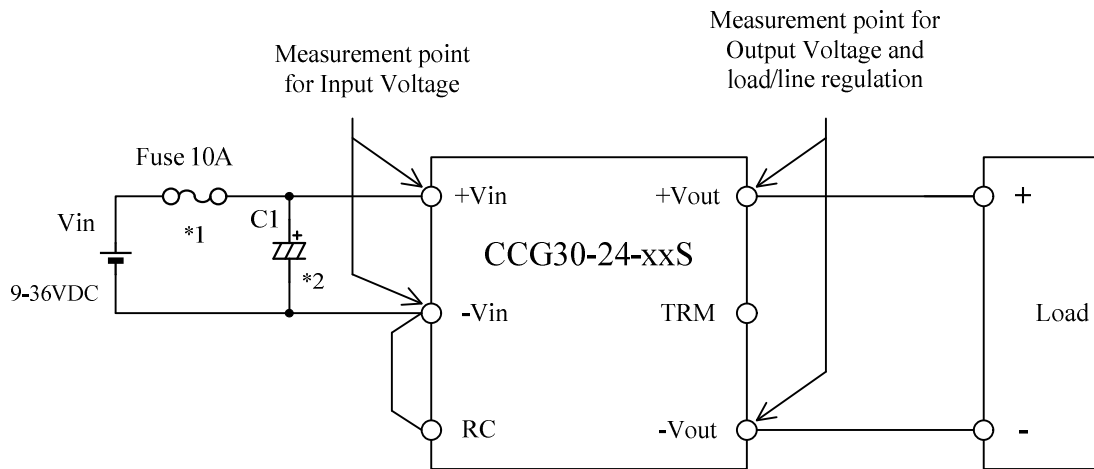 Measurement point
for Input Voltage
Measurement point for
Output Voltage and
load/line regulation
Fuse 10A
*1
Vin
9-36VDC
C1
+
*2
+Vin
-Vin
RC
CCG30-24-xxS
+Vout
TRM
-Vout
+
Load
-